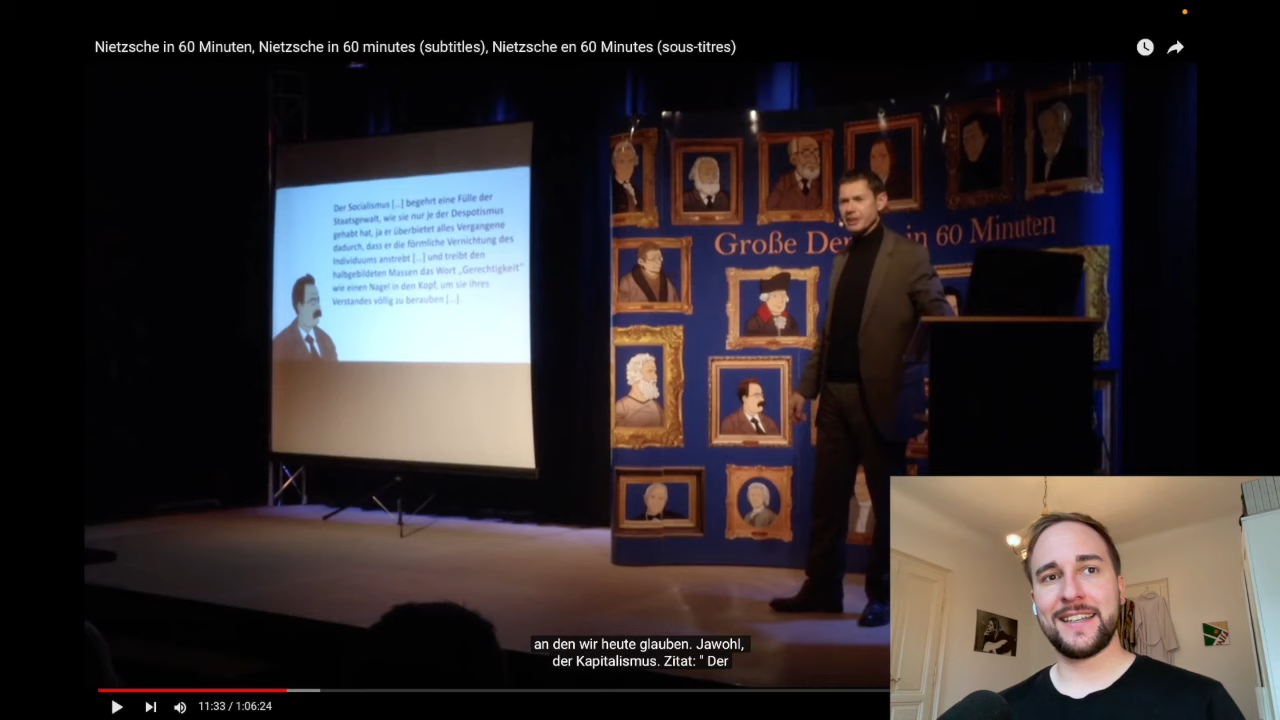 Nietzsche in 60 Minuten, Nietzsche in 60 minutes (subtitles), Nietzsche en 60 Minutes (sous-titres)
Der Socialismus [...] begehrt eine Fülle der
Staatsgewalt, wie sie nur je der Despotismus
gehabt hat, ja er überbietet alles Vergangene
dadurch, dass er die förmliche Vernichtung des
Individuums anstrebt [...] und treibt den
halbgebildeten Massen das Wort „Gerechtigkeit"
wie einen Nagel in den Kopf, um sie ihres
Verstandes völlig zu berauben [...].
Große De in 60 Minuten
an den wir heute glauben. Jawohl,
der Kapitalismus. Zitat: " Der
11:33 / 1:06:24